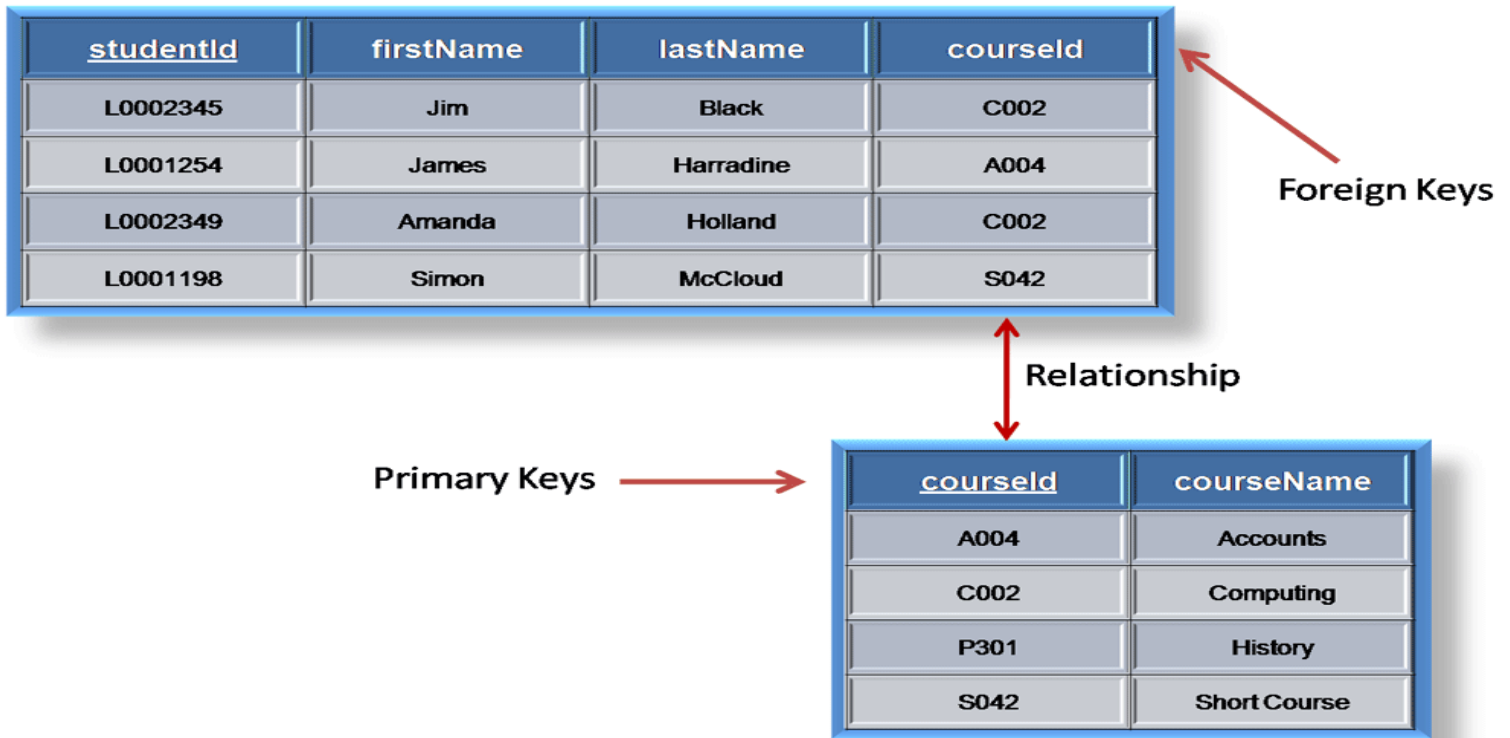 studentId firstName lastName courseId
L0002345 Jim Black C002
L0001254 James Harradine A004
L0002349 Amanda Holland C002
L0001198 Simon McCloud S042
Foreign Keys
Relationship
Primary Keys
courseId courseName
A004 Accounts
C002 Computing
P301 History
S042 Short Course